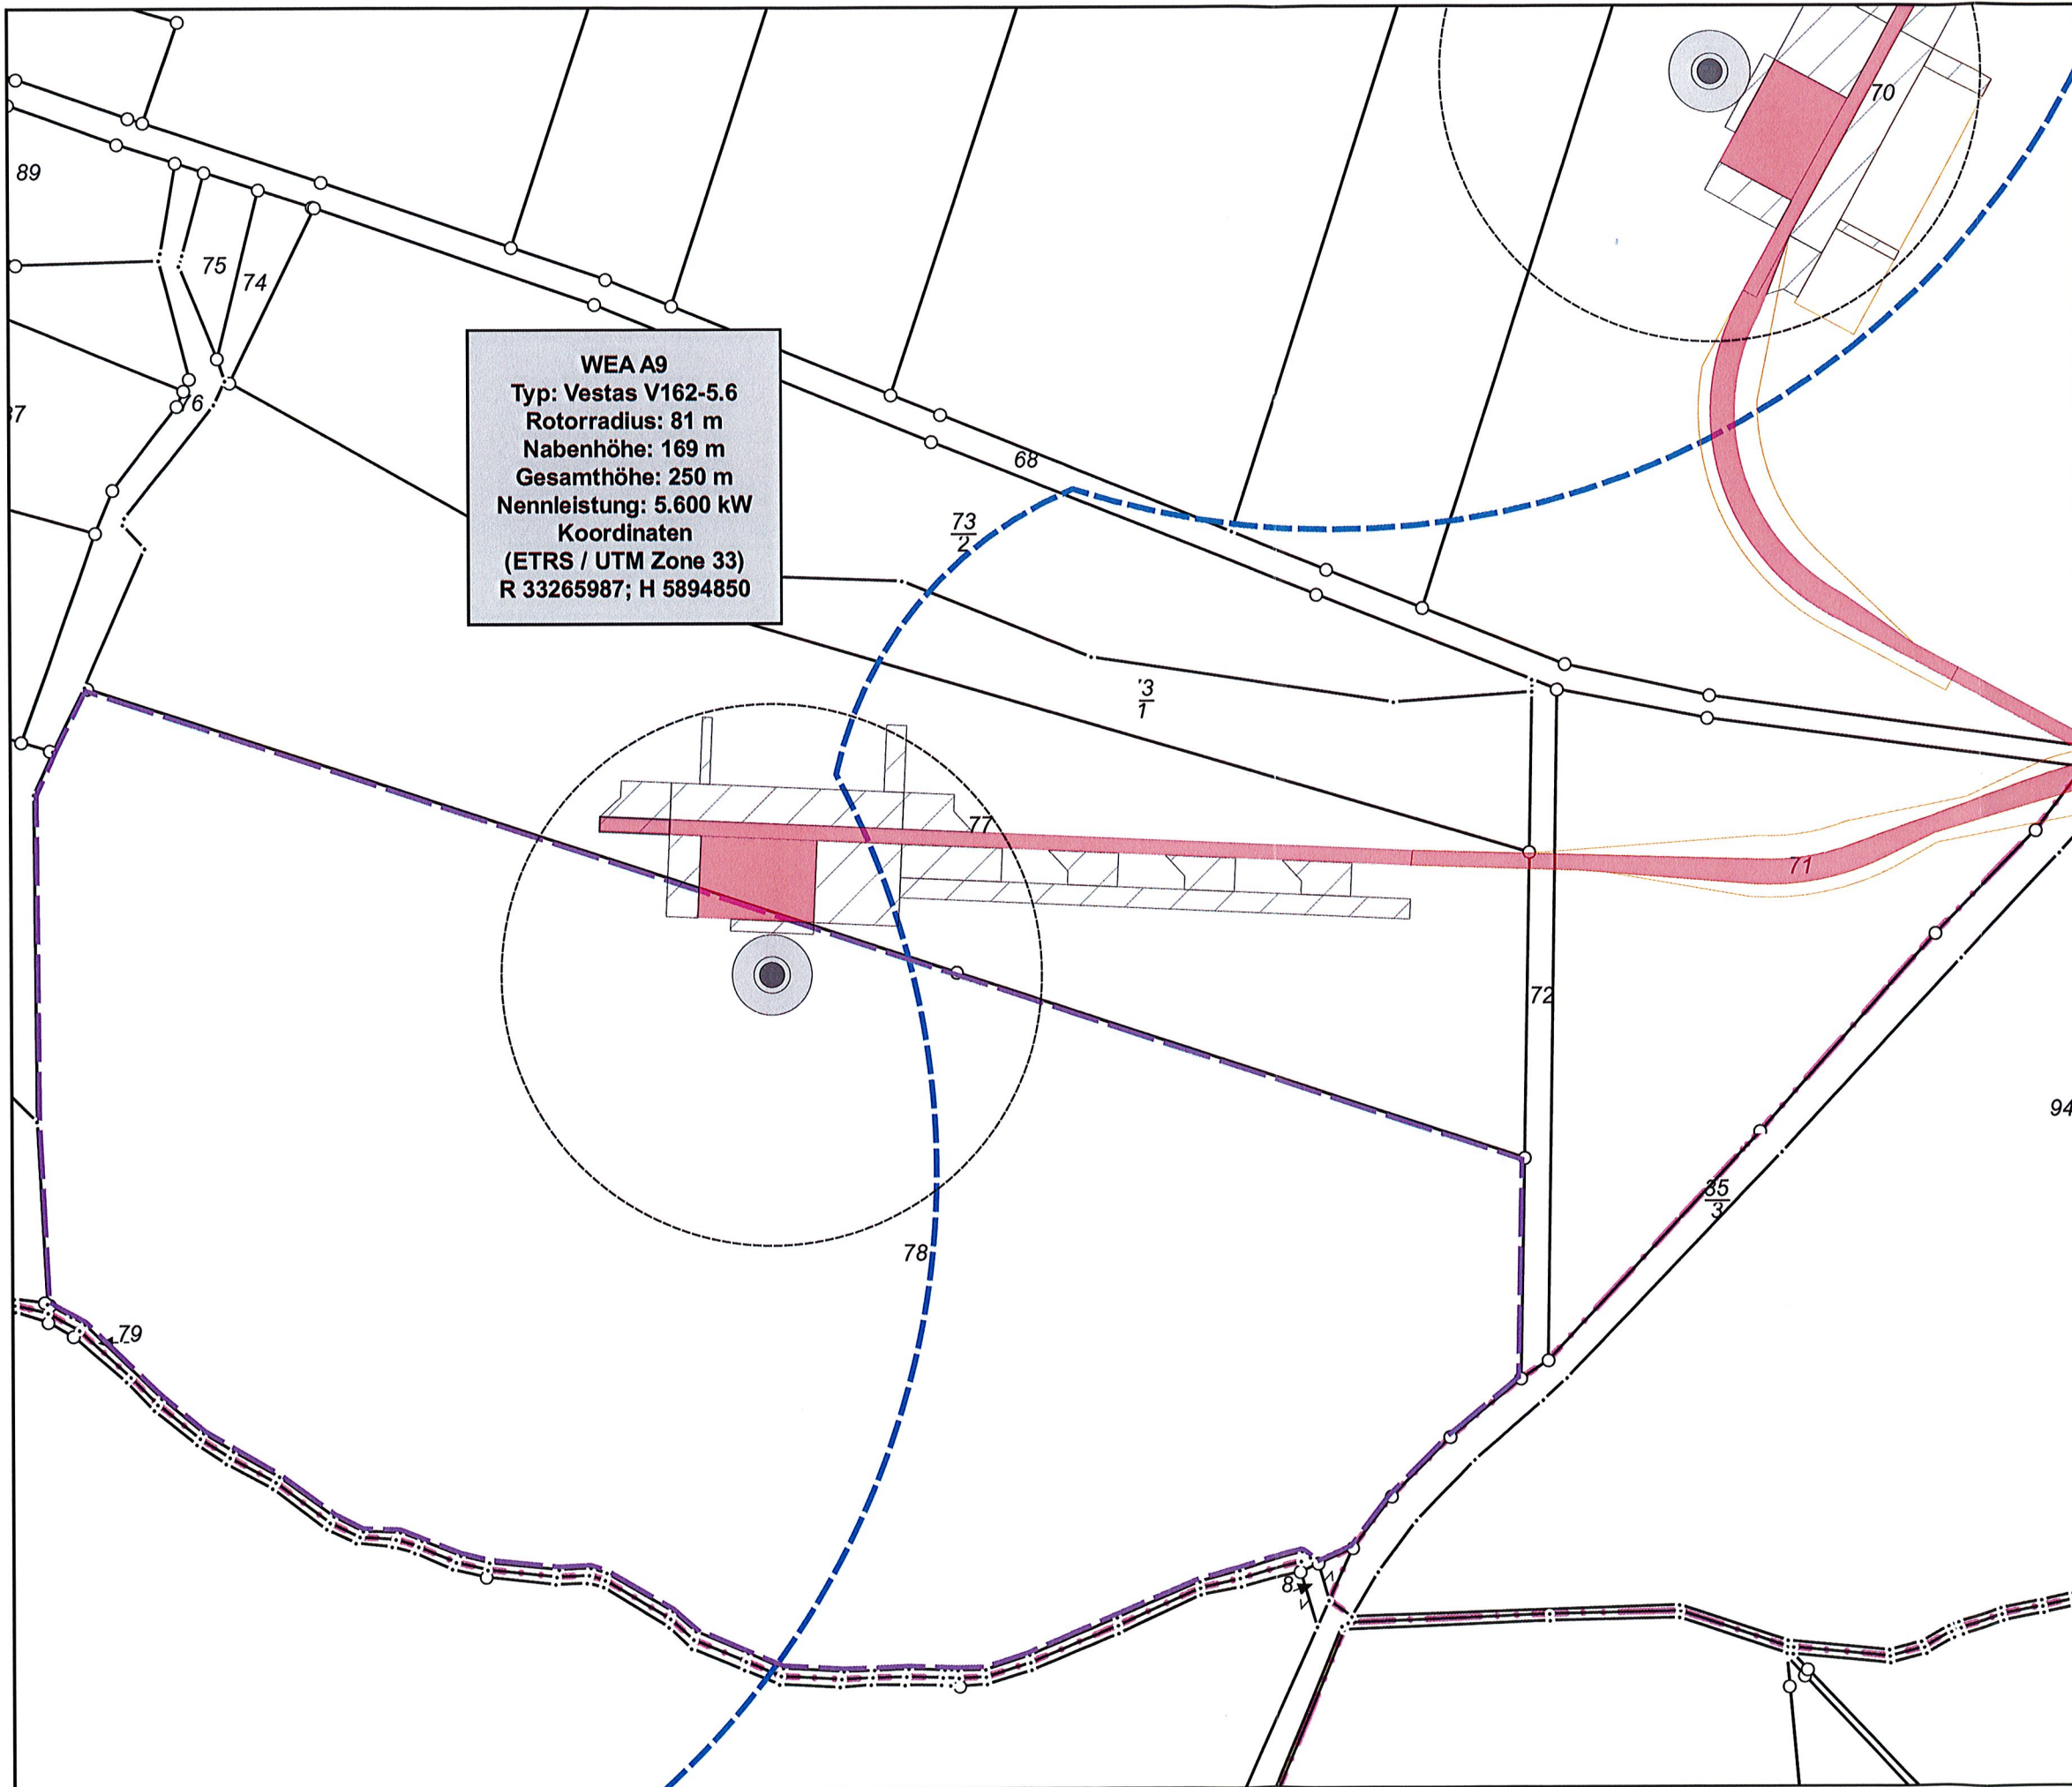 70
89
75
74
76
WEA A9
Typ: Vestas V162-5.6
Rotorradius: 81 m
Nabenhöhe: 169 m
Gesamthöhe: 250 m
Nennleistung: 5.600 kW
Koordinaten
(ETRS / UTM Zone 33)
R 33265987; H 5894850
68
73
2
3
1
77
71
72
94
85
3
78
79
8